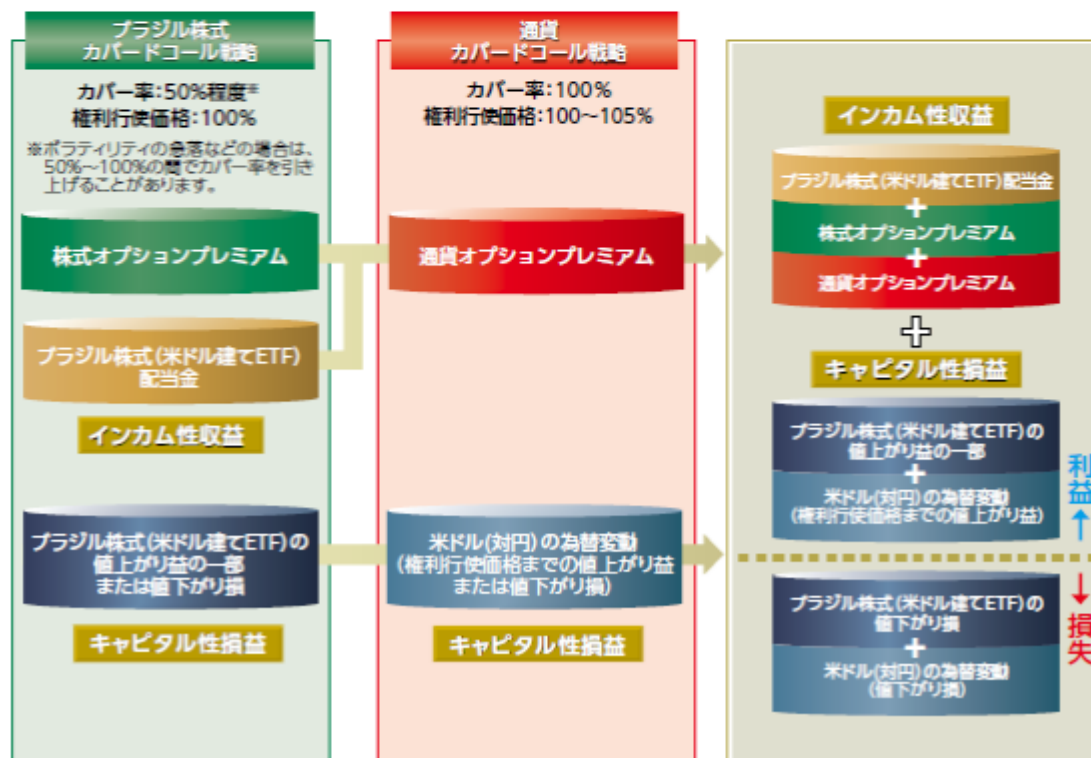 ブラジル株式
カバードコール戦略
カバー率:50%程度※
権利行使価格:100%
※ボラティリティの急落などの場合は、
50%~100%の間でカバー率を引き
上げることがあります。
株式オプションプレミアム
ブラジル株式(米ドル建てETF)
配当金
インカム性収益
ブラジル株式(米ドル建てETF)の
値上がり益の一部
または値下がり損
キャピタル性損益
通貨
カバードコール戦略
カバー率:100%
権利行使価格:100~105%
通貨オプションプレミアム
米ドル(対円)の為替変動
(権利行使価格までの値上がり益
または値下がり損)
キャピタル性損益
インカム性収益
ブラジル株式(米ドル建てETF)配当金
+
株式オプションプレミアム
+
通貨オプションプレミアム
+
キャピタル性損益
ブラジル株式(米ドル建てETF)の
値上がり益の一部
+
米ドル(対円)の為替変動
(権利行使価格までの値上がり益)
利益
↑
↓
損失
ブラジル株式(米ドル建てETF)の
値下がり損
+
米ドル(対円)の為替変動
(値下がり損)